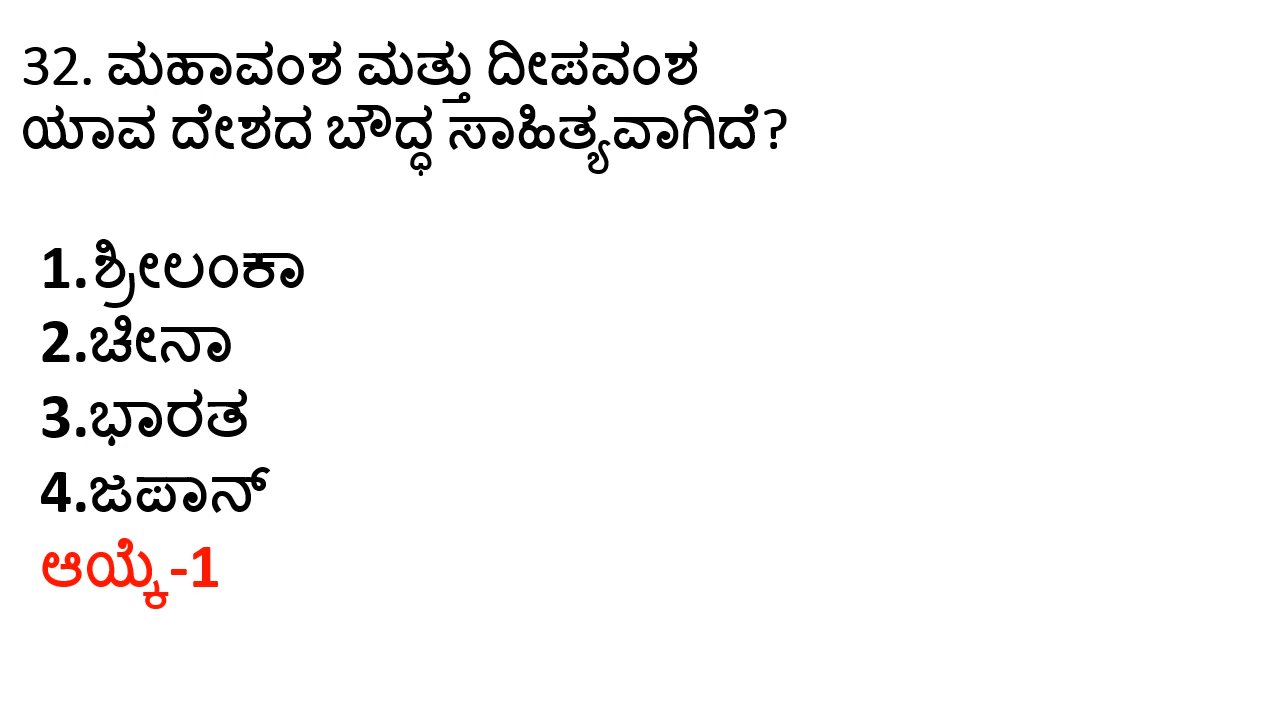 32. ಮಹಾವಂಶ ಮತ್ತು ದೀಪವಂಶ
ಯಾವ ದೇಶದ ಬೌದ್ಧ ಸಾಹಿತ್ಯವಾಗಿದೆ?
1.ಶ್ರೀಲಂಕಾ
2.ಚೀನಾ
3.ಭಾರತ
4.ಜಪಾನ್
ಆಯ್ಕೆ-1